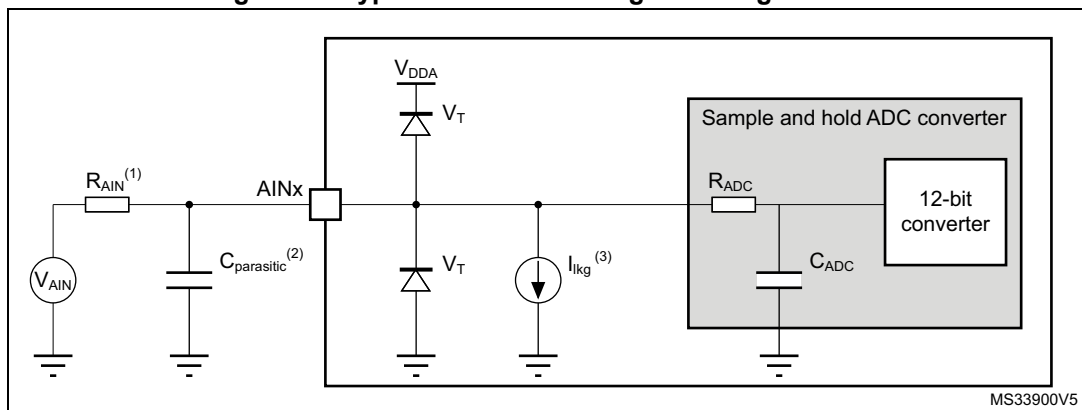 V_DDA
V_T
Sample and hold ADC converter
R_AIN^(1)
AINx
R_ADC
12-bit
converter
C_parasitic^(2)
V_T
I_lkg^(3)
C_ADC
V_AIN
MS33900V5